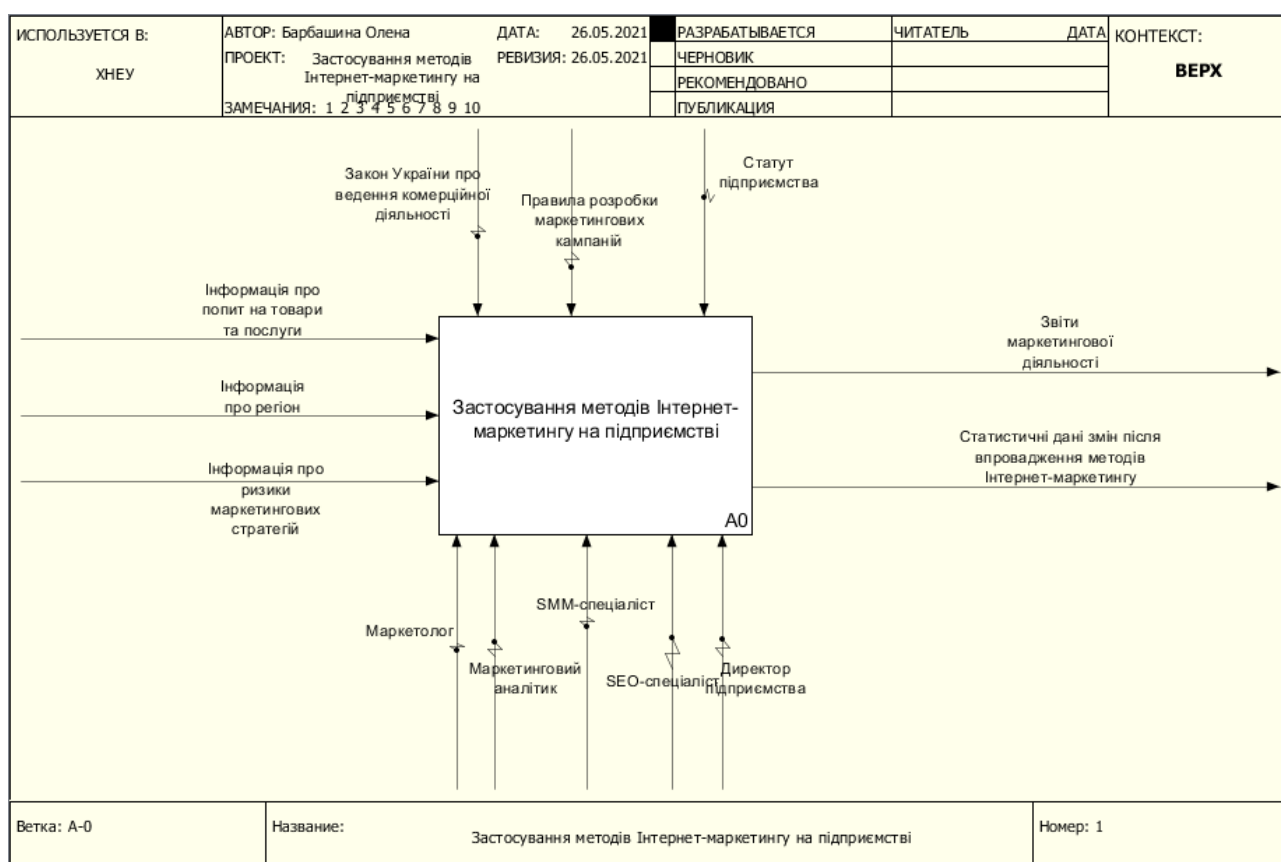 ИСПОЛЬЗУЕТСЯ В:
ХНЕУ
АВТОР: Барбашина Олена
ДАТА: 26.05.2021
ПРОЕКТ: Застосування методів
Інтернет-маркетингу на
підприємстві
РЕВИЗИЯ: 26.05.2021
ЗАМЕЧАНИЯ: 1 2 3 4 5 6 7 8 9 10
РАЗРАБАТЫВАЕТСЯ
ЧЕРНОВИК
РЕКОМЕНДОВАНО
ПУБЛИКАЦИЯ
ЧИТАТЕЛЬ ДАТА
КОНТЕКСТ:
ВЕРХ
Закон України про
ведення комерційної
діяльності
Правила розробки
маркетингових
кампаній
Статут
підприємства
Інформація про
попит на товари
та послуги
Інформація
про регіон
Інформація про
ризики
маркетингових
стратегій
Застосування методів Інтернет-
маркетингу на підприємстві
A0
Звіти
маркетингової
діяльності
Статистичні дані змін після
впровадження методів
Інтернет-маркетингу
Маркетолог
Маркетинговий
аналітик
SMM-спеціаліст
SEO-спеціаліст
Директор
підприємства
Ветка: A-0
Название:
Застосування методів Інтернет-маркетингу на підприємстві
Номер: 1